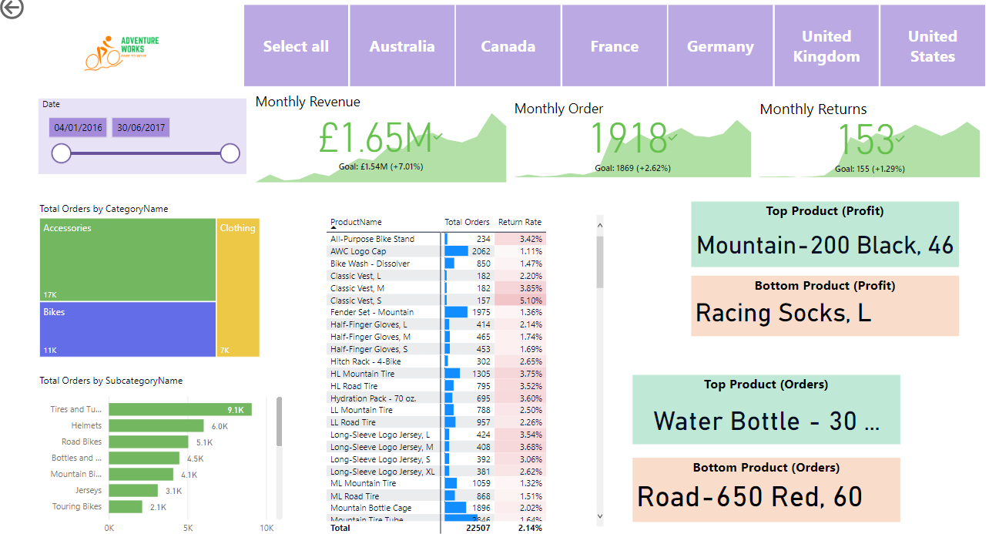 ADVENTURE
WORKS
DARE TO MOVE
Select all
Australia
Canada
France
Germany
United
Kingdom
United
States
Date
04/01/2016
30/06/2017
Monthly Revenue
£1.65M
Goal: £1.54M (+7.01%)
Monthly Order
1918
Goal: 1869 (+2.62%)
Monthly Returns
153
Goal: 155 (+1.29%)
Total Orders by CategoryName
Accessories
17K
Bikes
11K
Clothing
7K
Total Orders by SubcategoryName
Tires and Tu... 9.1K
Helmets 6.0K
Road Bikes 5.1K
Bottles and ... 4.5K
Mountain Bi... 4.1K
Jerseys 3.1K
Touring Bikes 2.1K
0K 5K 10K
ProductName Total Orders Return Rate
All-Purpose Bike Stand 234 3.42%
AWC Logo Cap 2062 1.11%
Bike Wash - Dissolver 850 1.47%
Classic Vest, L 182 2.20%
Classic Vest, M 182 3.85%
Classic Vest, S 157 5.10%
Fender Set - Mountain 1975 1.36%
Half-Finger Gloves, L 414 2.14%
Half-Finger Gloves, M 465 1.74%
Half-Finger Gloves, S 453 1.69%
Hitch Rack - 4-Bike 302 2.65%
HL Mountain Tire 1305 3.75%
HL Road Tire 795 3.52%
Hydration Pack - 70 oz. 695 3.60%
LL Mountain Tire 788 2.50%
LL Road Tire 957 2.26%
Long-Sleeve Logo Jersey, L 424 3.54%
Long-Sleeve Logo Jersey, M 408 3.68%
Long-Sleeve Logo Jersey, S 392 3.06%
Long-Sleeve Logo Jersey, XL 381 2.62%
ML Mountain Tire 1059 1.32%
ML Road Tire 868 1.51%
Mountain Bottle Cage 1896 2.02%
Mountain Tire Tube 2846 1.64%
Total 22507 2.14%
Top Product (Profit)
Mountain-200 Black, 46
Bottom Product (Profit)
Racing Socks, L
Top Product (Orders)
Water Bottle - 30 ...
Bottom Product (Orders)
Road-650 Red, 60